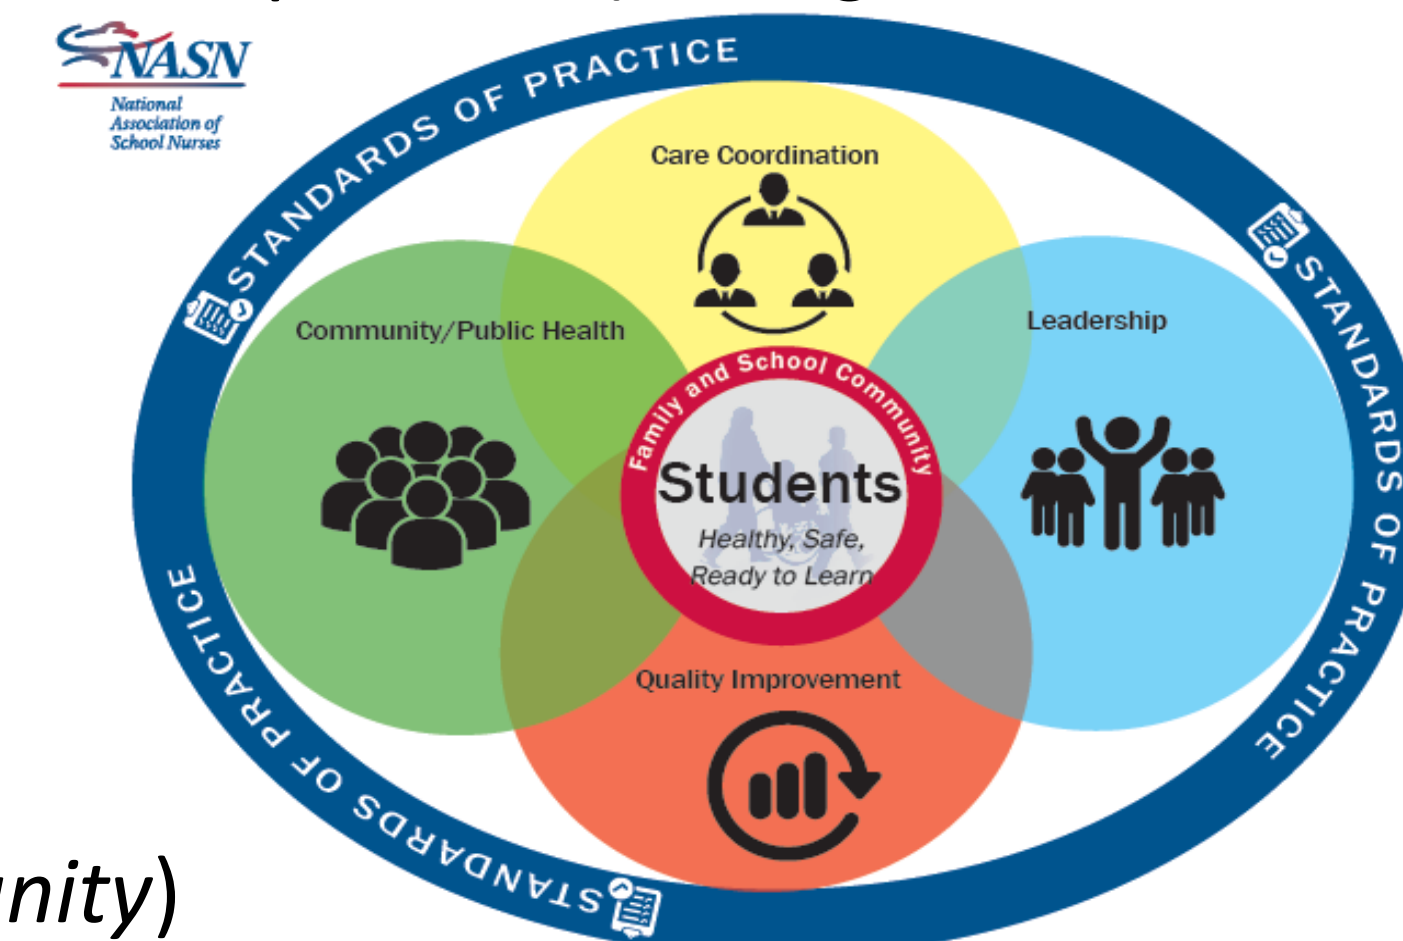 NASN
National
Association of
School Nurses
STANDARDS OF PRACTICE
STANDARDS OF PRACTICE
STANDARDS OF PRACTICE
Care Coordination
Community/Public Health
Leadership
Family and School Community
Students
Healthy, Safe,
Ready to Learn
Quality Improvement
unity)